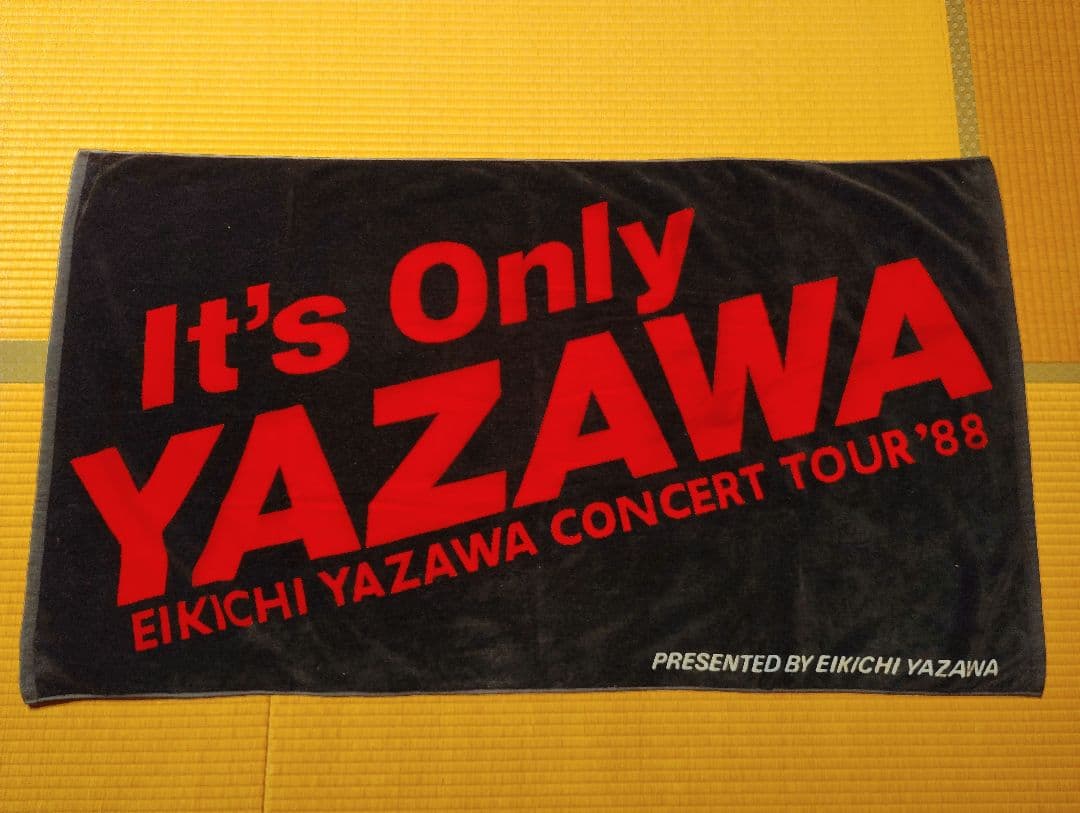 It's Only
YAZAWA
EIKICHI YAZAWA CONCERT TOUR '88
PRESENTED BY EIKICHI YAZAWA